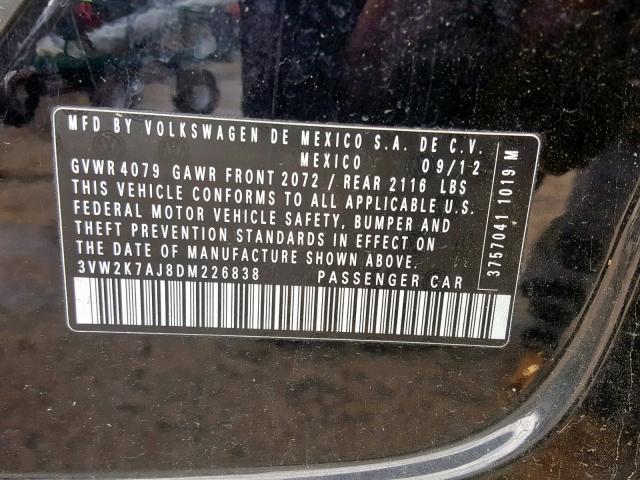 MFD BY VOLKSWAGEN DE MEXICO S.A. DE C.V.
MEXICO 09/12
GVWR 4079 GAWR FRONT 2072 / REAR 2116 LBS
THIS VEHICLE CONFORMS TO ALL APPLICABLE U.S.
FEDERAL MOTOR VEHICLE SAFETY, BUMPER AND
THEFT PREVENTION STANDARDS IN EFFECT ON
THE DATE OF MANUFACTURE SHOWN ABOVE.
3VW2K7AJ8DM226838 PASSENGER CAR
3757041 1019 M